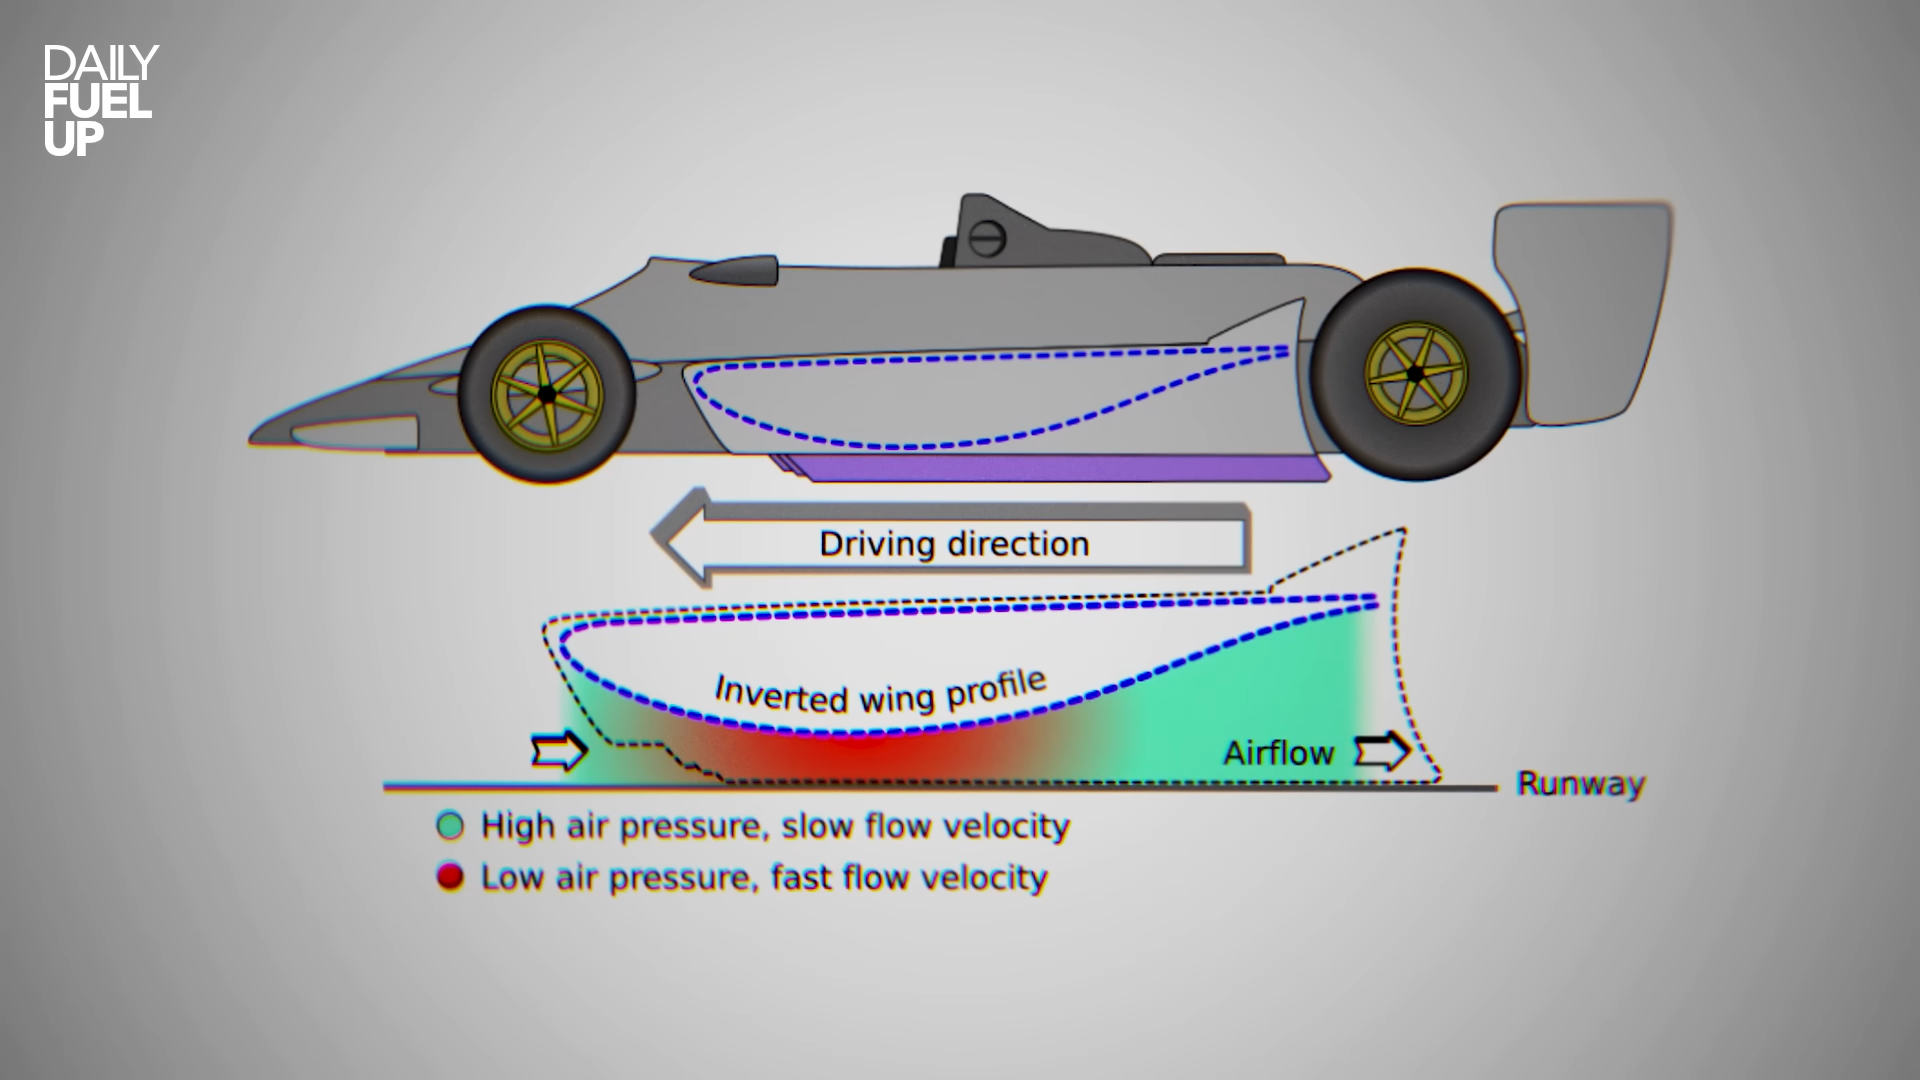 DAILY
FUEL
UP
Driving direction
Inverted wing profile
Airflow
Runway
High air pressure, slow flow velocity
Low air pressure, fast flow velocity